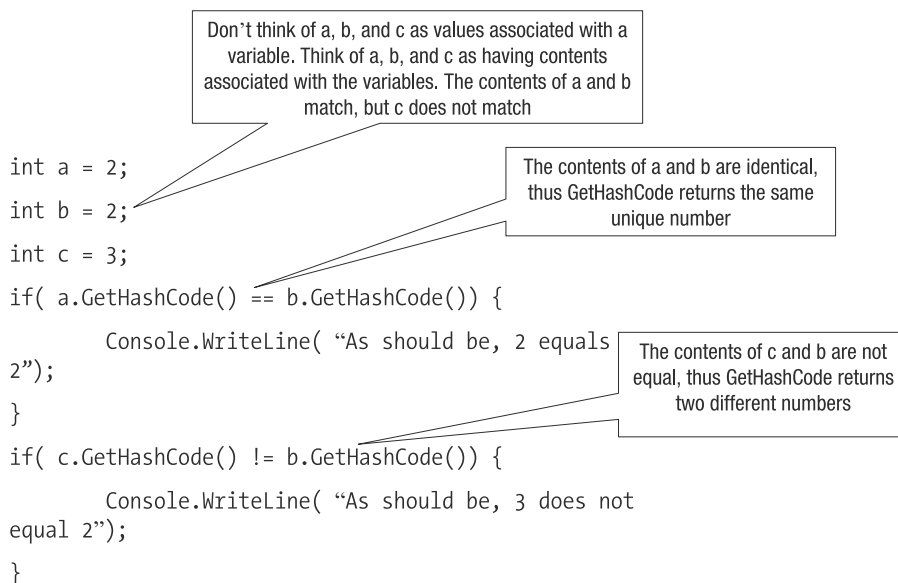 Don't think of a, b, and c as values associated with a
variable. Think of a, b, and c as having contents
associated with the variables. The contents of a and b
match, but c does not match
int a = 2;
The contents of a and b are identical,
thus GetHashCode returns the same
unique number
int b = 2;
int c = 3;
if( a.GetHashCode() == b.GetHashCode()) {
Console.WriteLine( “As should be, 2 equals
2”);
The contents of c and b are not
equal, thus GetHashCode returns
two different numbers
}
if( c.GetHashCode() != b.GetHashCode()) {
Console.WriteLine( “As should be, 3 does not
equal 2”);
}